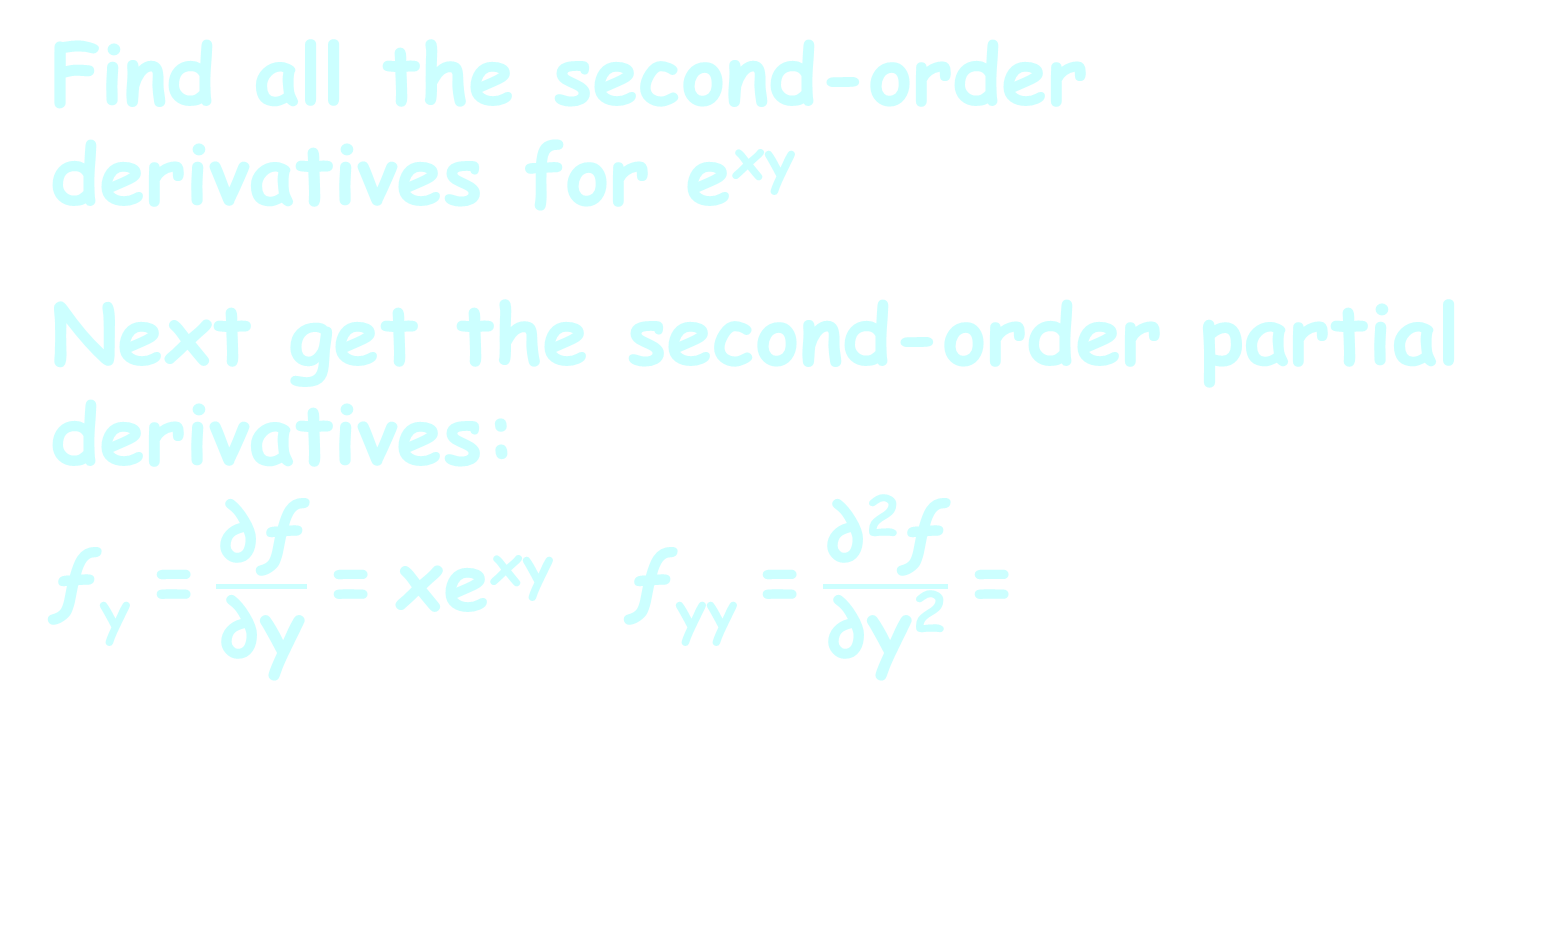 Find all the second-order
derivatives for e^xy
Next get the second-order partial
derivatives:
f_y = ∂f/∂y = xe^xy f_yy = ∂²f/∂y² =